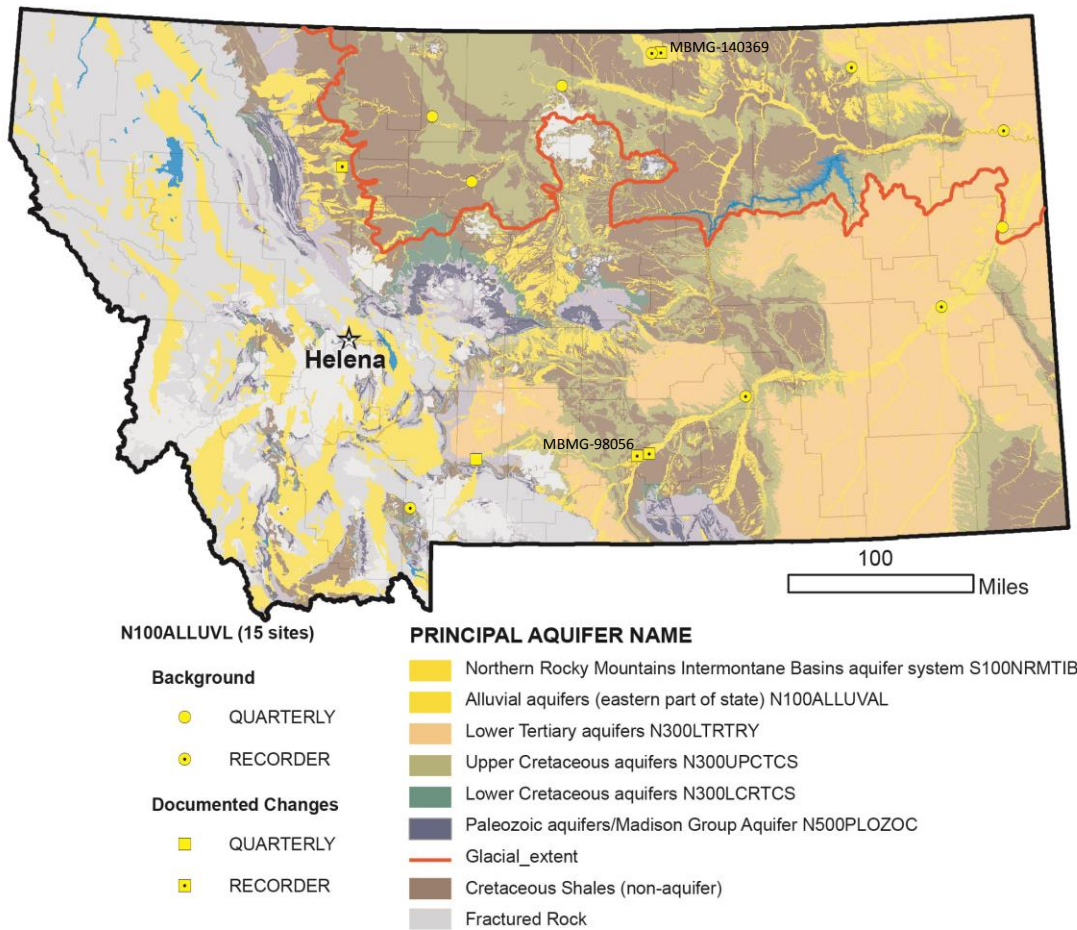 MBMG-140369
Helena
MBMG-98056
100
Miles
N100ALLUVL (15 sites)
Background
QUARTERLY
RECORDER
Documented Changes
QUARTERLY
RECORDER
PRINCIPAL AQUIFER NAME
Northern Rocky Mountains Intermontane Basins aquifer system S100NRMTIB
Alluvial aquifers (eastern part of state) N100ALLUVAL
Lower Tertiary aquifers N300LTRTRY
Upper Cretaceous aquifers N300UPCTCS
Lower Cretaceous aquifers N300LCRTCS
Paleozoic aquifers/Madison Group Aquifer N500PLOZOC
Glacial_extent
Cretaceous Shales (non-aquifer)
Fractured Rock